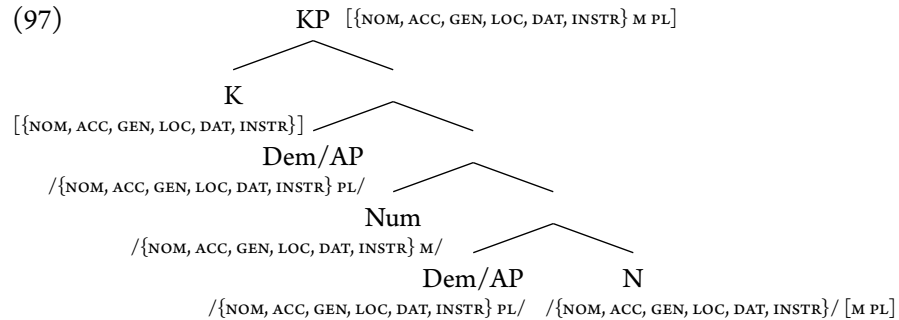 (97) KP [{NOM, ACC, GEN, LOC, DAT, INSTR} M PL]
K
[{NOM, ACC, GEN, LOC, DAT, INSTR}]
Dem/AP
/{NOM, ACC, GEN, LOC, DAT, INSTR} PL/
Num
/{NOM, ACC, GEN, LOC, DAT, INSTR} M/
Dem/AP N
/{NOM, ACC, GEN, LOC, DAT, INSTR} PL/ /{NOM, ACC, GEN, LOC, DAT, INSTR}/ [M PL]